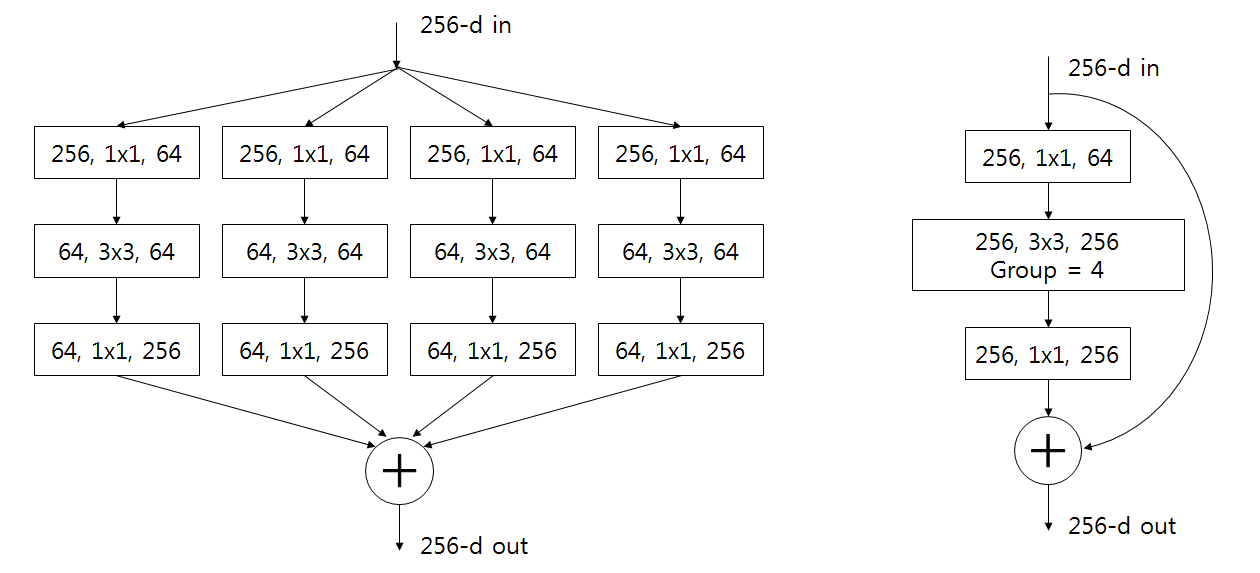 256-d in
256, 1x1, 64
256, 1x1, 64
256, 1x1, 64
256, 1x1, 64
64, 3x3, 64
64, 3x3, 64
64, 3x3, 64
64, 3x3, 64
64, 1x1, 256
64, 1x1, 256
64, 1x1, 256
64, 1x1, 256
+
256-d out
256-d in
256, 1x1, 64
256, 3x3, 256
Group = 4
256, 1x1, 256
+
256-d out